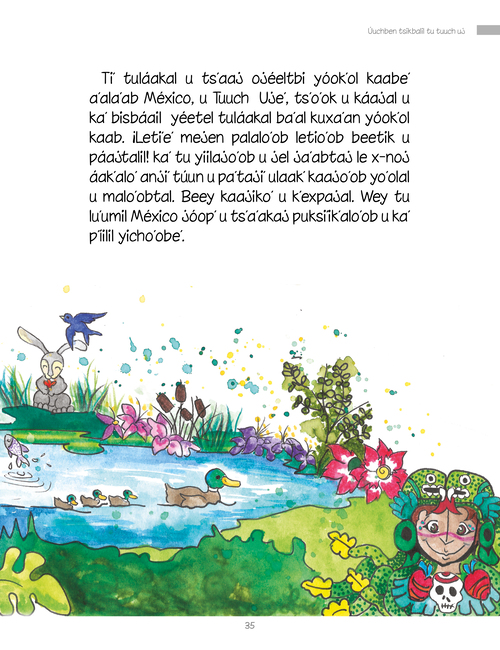 Úuchben tsikbalil tu tuuch uj
Ti' tuláakal u ts'aaj ojéeltbi yóok'ol kaabe'
a'ala'ab México, u Tuuch Uje', ts'o'ok u káajal u
ka' bisbáail yéetel tuláakal ba'al kuxa'an yóok'ol
kaab. ¡Leti'e' mejen palalo'ob letio'ob beetik u
páajtalil! ka' tu yiilajo'ob u jel ja'abtaj le x-noj
áak'alo' anji' túun u pa'taji' ulaak' kaajo'ob yo'olal
u malo'obtal. Beey kaajiko' u k'expajal. Wey tu
lu'umil México jóop' u ts'a'akaj puksi'ik'alo'ob u ka'
p'iilil yicho'obe'.
35